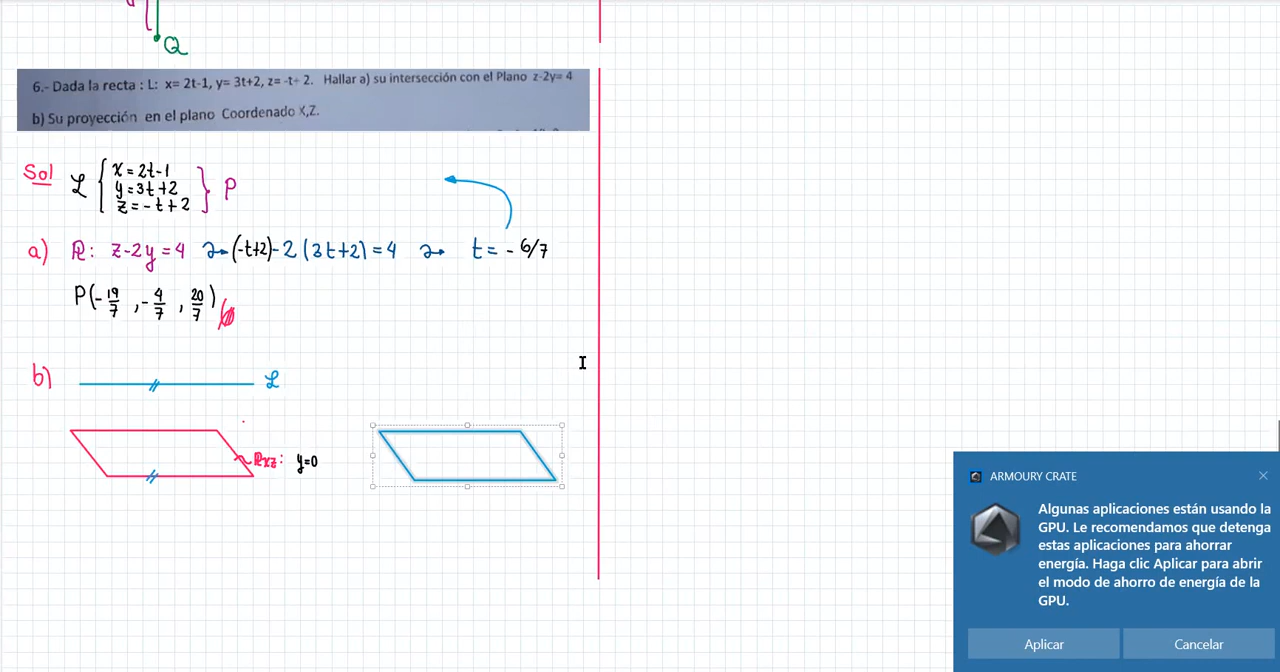 Q
6.- Dada la recta : L: x= 2t-1, y= 3t+2, z= -t+ 2. Hallar a) su intersección con el Plano z-2y= 4
b) Su proyección en el plano Coordenado X,Z.
Sol
L { x = 2t-1
y = 3t+2
z = -t+2 } P
a) P: z-2y=4 → (-t+2)-2(3t+2)=4 → t = -6/7
P(-19/7, -4/7, 20/7)
b) L
Pxz: y=0
ARMOURY CRATE
Algunas aplicaciones están usando la
GPU. Le recomendamos que detenga
estas aplicaciones para ahorrar
energía. Haga clic Aplicar para abrir
el modo de ahorro de energía de la
GPU.
Aplicar Cancelar